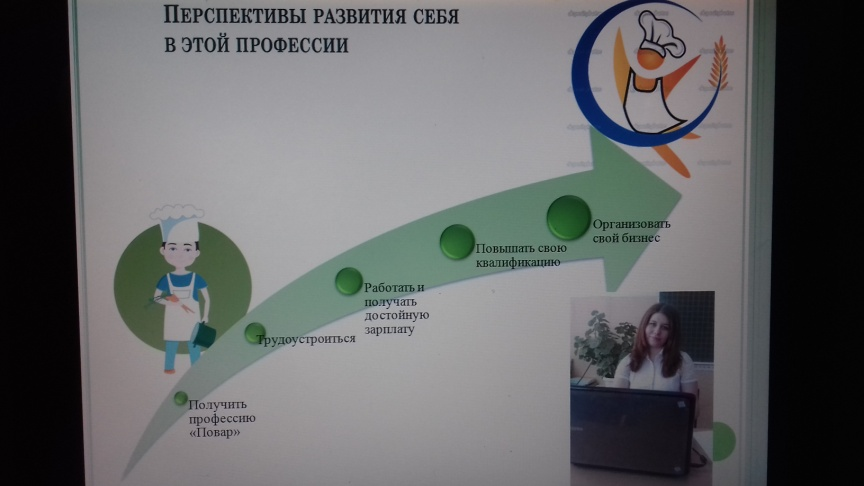 Перспективы развития себя
в этой профессии
Организовать
свой бизнес
Повышать свою
квалификацию
Работать и
получать
достойную
зарплату
Трудоустроиться
Получить
профессию
«Повар»